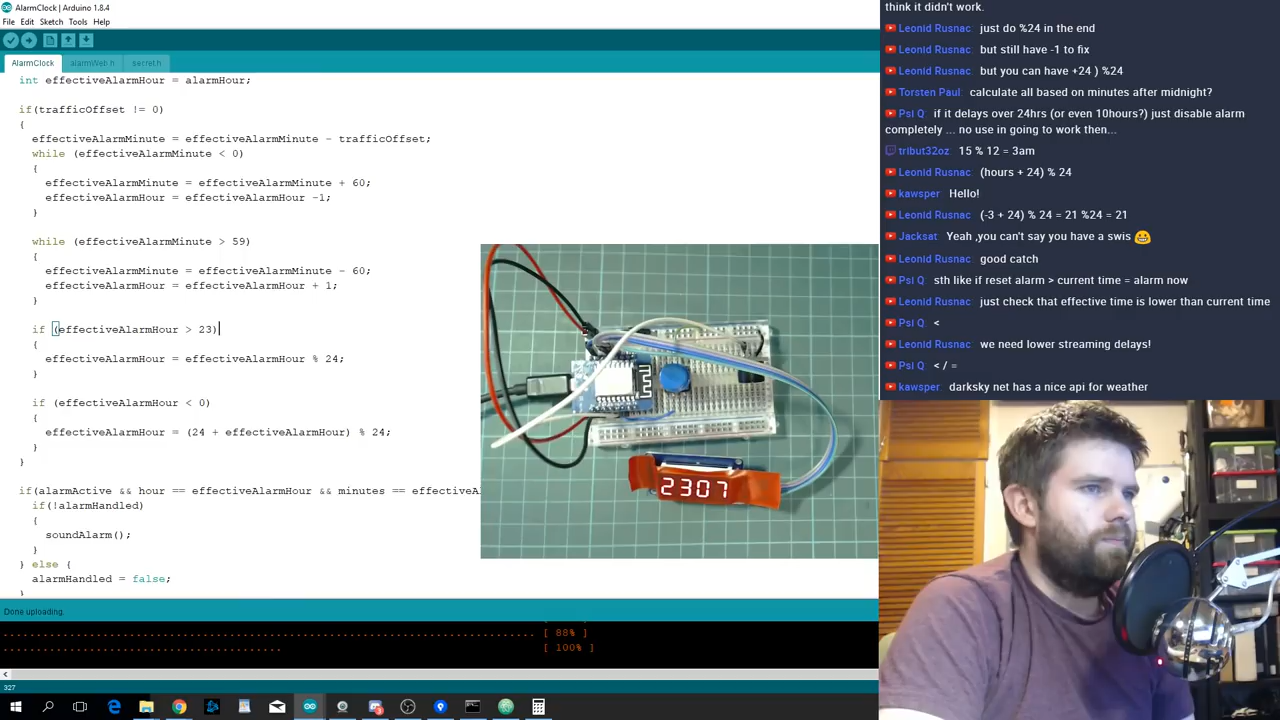 AlarmClock | Arduino 1.8.4
File Edit Sketch Tools Help
AlarmClock alarmWeb.h secret.h
int effectiveAlarmHour = alarmHour;
if(trafficOffset != 0)
{
effectiveAlarmMinute = effectiveAlarmMinute - trafficOffset;
while (effectiveAlarmMinute < 0)
{
effectiveAlarmMinute = effectiveAlarmMinute + 60;
effectiveAlarmHour = effectiveAlarmHour -1;
}
while (effectiveAlarmMinute > 59)
{
effectiveAlarmMinute = effectiveAlarmMinute - 60;
effectiveAlarmHour = effectiveAlarmHour + 1;
}
if (effectiveAlarmHour > 23)
{
effectiveAlarmHour = effectiveAlarmHour % 24;
}
if (effectiveAlarmHour < 0)
{
effectiveAlarmHour = (24 + effectiveAlarmHour) % 24;
}
}
if(alarmActive && hour == effectiveAlarmHour && minutes == effectiveAl
if(!alarmHandled)
{
soundAlarm();
}
} else {
alarmHandled = false;
}
Done uploading.
[ 88% ]
[ 100% ]
327
2307
think it didn't work.
Leonid Rusnac just do %24 in the end
Leonid Rusnac but still have -1 to fix
Leonid Rusnac but you can have +24 ) %24
Torsten Paul: calculate all based on minutes after midnight?
Psi Q: if it delays over 24hrs (or even 10hours?) just disable alarm
completely ... no use in going to work then...
tribut32oz 15 % 12 = 3am
Leonid Rusnac (hours + 24) % 24
kawsper Hello!
Leonid Rusnac (-3 + 24) % 24 = 21 %24 = 21
Jacksat: Yeah ,you can't say you have a swis 😀
Leonid Rusnac: good catch
Psi Q: sth like if reset alarm > current time = alarm now
Leonid Rusnac just check that effective time is lower than current time
Psi Q: <
Leonid Rusnac: we need lower streaming delays!
Psi Q: < / =
kawsper: darksky net has a nice api for weather